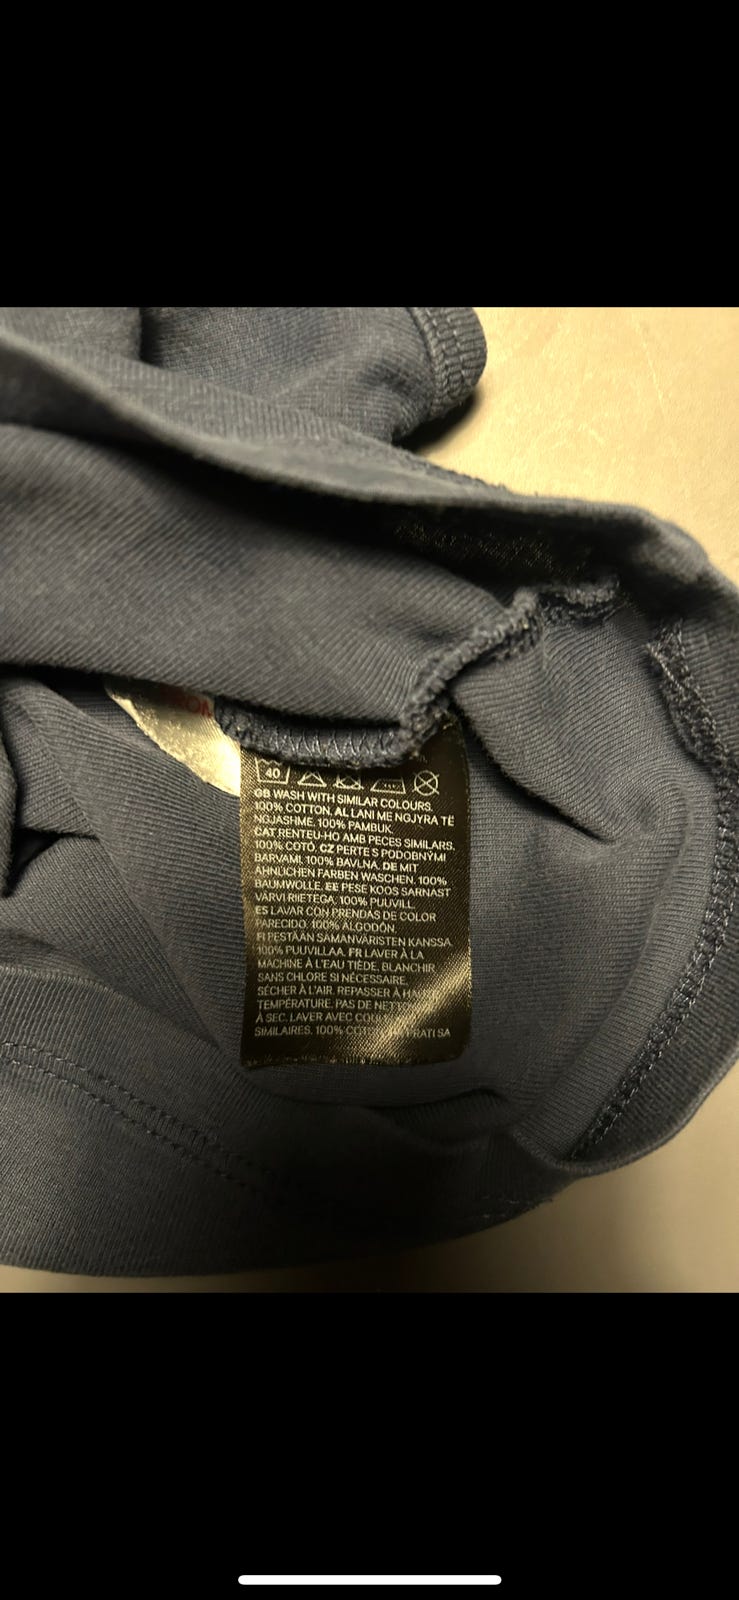 40
GB WASH WITH SIMILAR COLOURS.
100% COTTON. AL LANI ME NGJYRA TË
NGJASHME. 100% PAMBUK.
CAT RENTEU-HO AMB PECES SIMILARS.
100% COTÓ. CZ PERTE S PODOBNÝMI
BARVAMI. 100% BAVLNA. DE MIT
ÄHNLICHEN FARBEN WASCHEN. 100%
BAUMWOLLE. EE PESE KOOS SARNAST
VÄRVI RIIETEGA. 100% PUUVILL.
ES LAVAR CON PRENDAS DE COLOR
PARECIDO. 100% ALGODÓN.
FI PESTÄÄN SAMANVÄRISTEN KANSSA.
100% PUUVILLAA. FR LAVER À LA
MACHINE À L'EAU TIÈDE. BLANCHIR
SANS CHLORE SI NÉCESSAIRE.
SÉCHER À L'AIR. REPASSER À
TEMPÉRATURE. PAS DE
À SEC. LAVER AVEC
SIMILAIRES. 100% PRATI SA